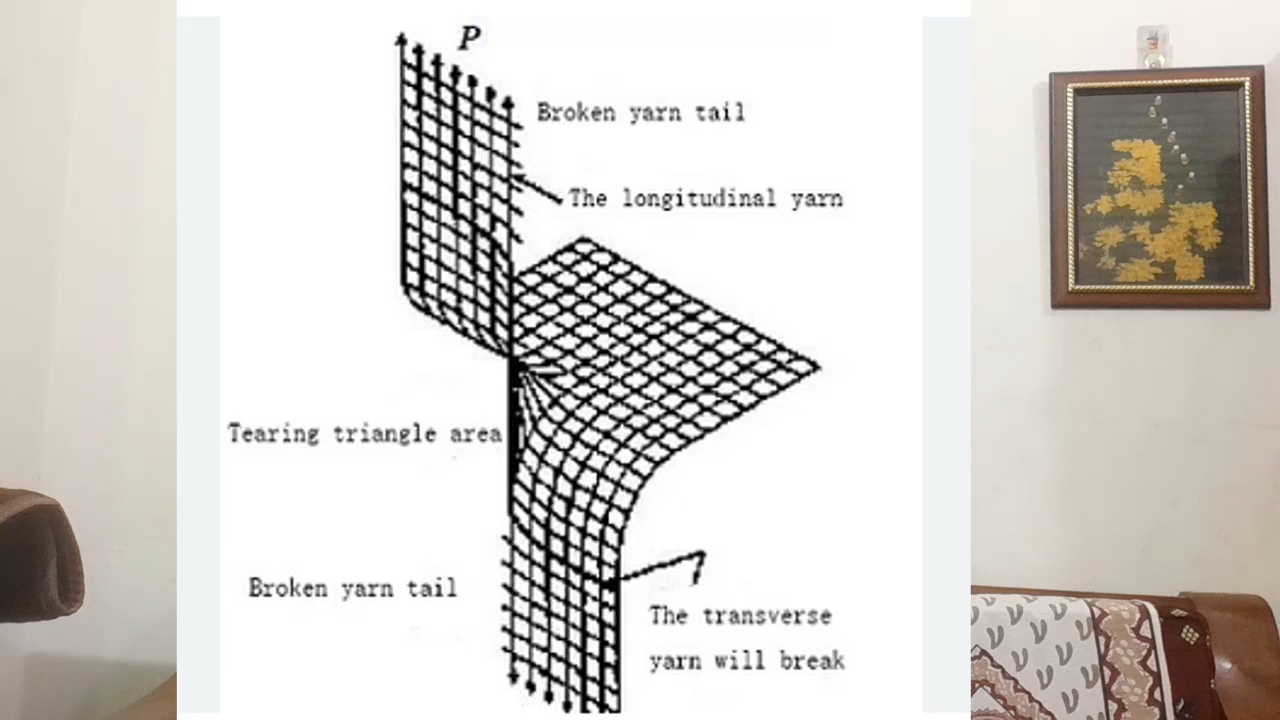 P
Broken yarn tail
The longitudinal yarn
Tearing triangle area
Broken yarn tail
The transverse
yarn will break